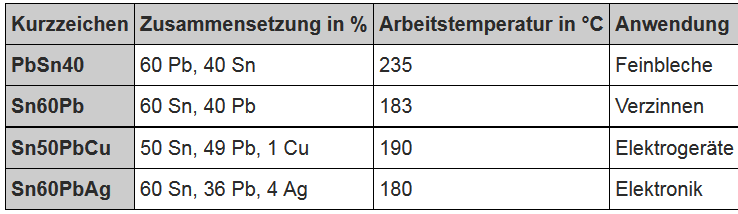 Kurzzeichen Zusammensetzung in % Arbeitstemperatur in °C Anwendung
PbSn40 60 Pb, 40 Sn 235 Feinbleche
Sn60Pb 60 Sn, 40 Pb 183 Verzinnen
Sn50PbCu 50 Sn, 49 Pb, 1 Cu 190 Elektrogeräte
Sn60PbAg 60 Sn, 36 Pb, 4 Ag 180 Elektronik